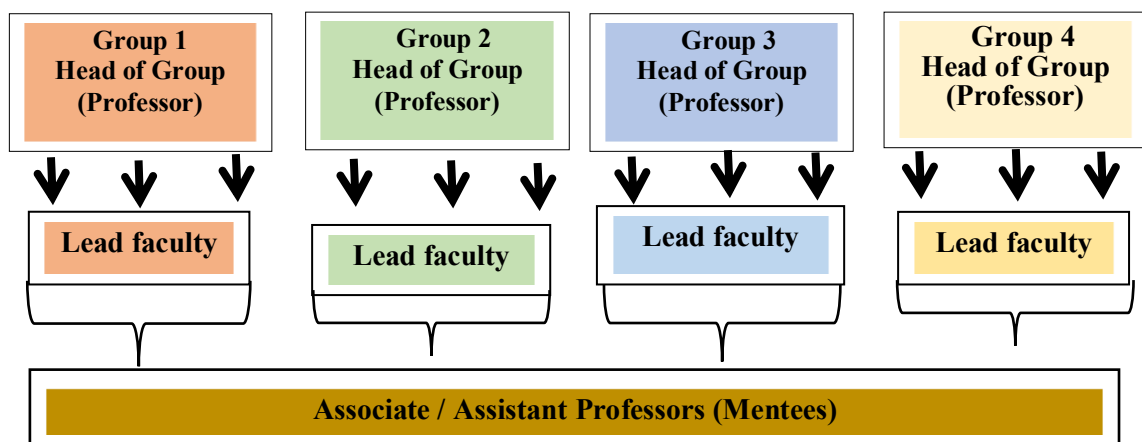 Group 1
Head of Group
(Professor)
Group 2
Head of Group
(Professor)
Group 3
Head of Group
(Professor)
Group 4
Head of Group
(Professor)
Lead faculty
Lead faculty
Lead faculty
Lead faculty
Associate / Assistant Professors (Mentees)